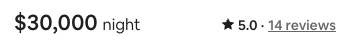 $30,000 night ★ 5.0 · 14 reviews